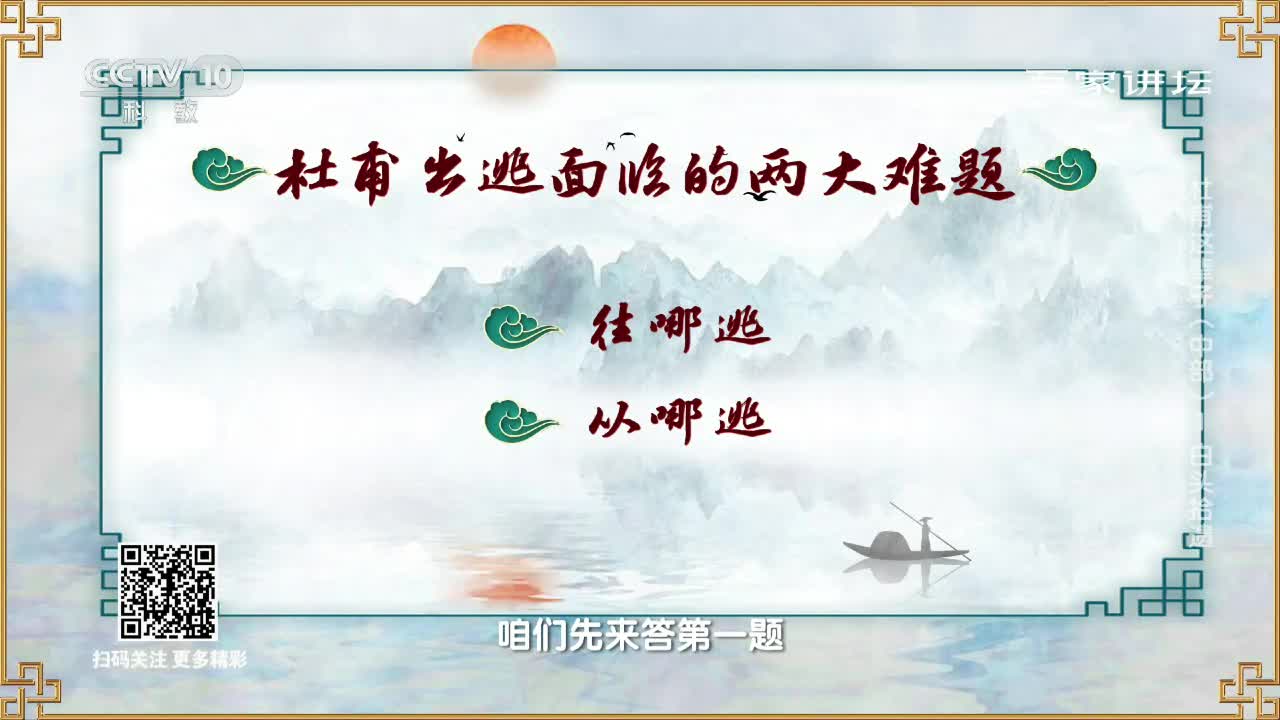 CCTV 10
科教
百家讲坛
杜甫出逃面临的两大难题
往哪逃
从哪逃
咱们先来答第一题
扫码关注 更多精彩